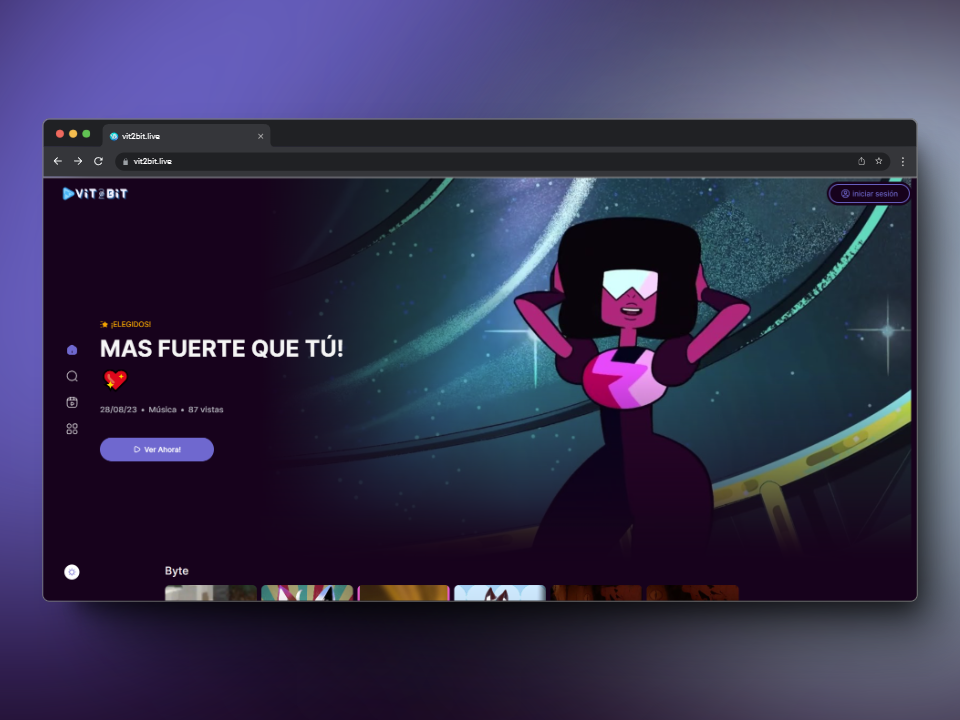 vit2bit.live
vit2bit.live
ViT2BiT
Iniciar sesión
¡ELEGIDOS!
MAS FUERTE QUE TÚ!
28/08/23 • Música • 87 vistas
Ver Ahora!
Byte